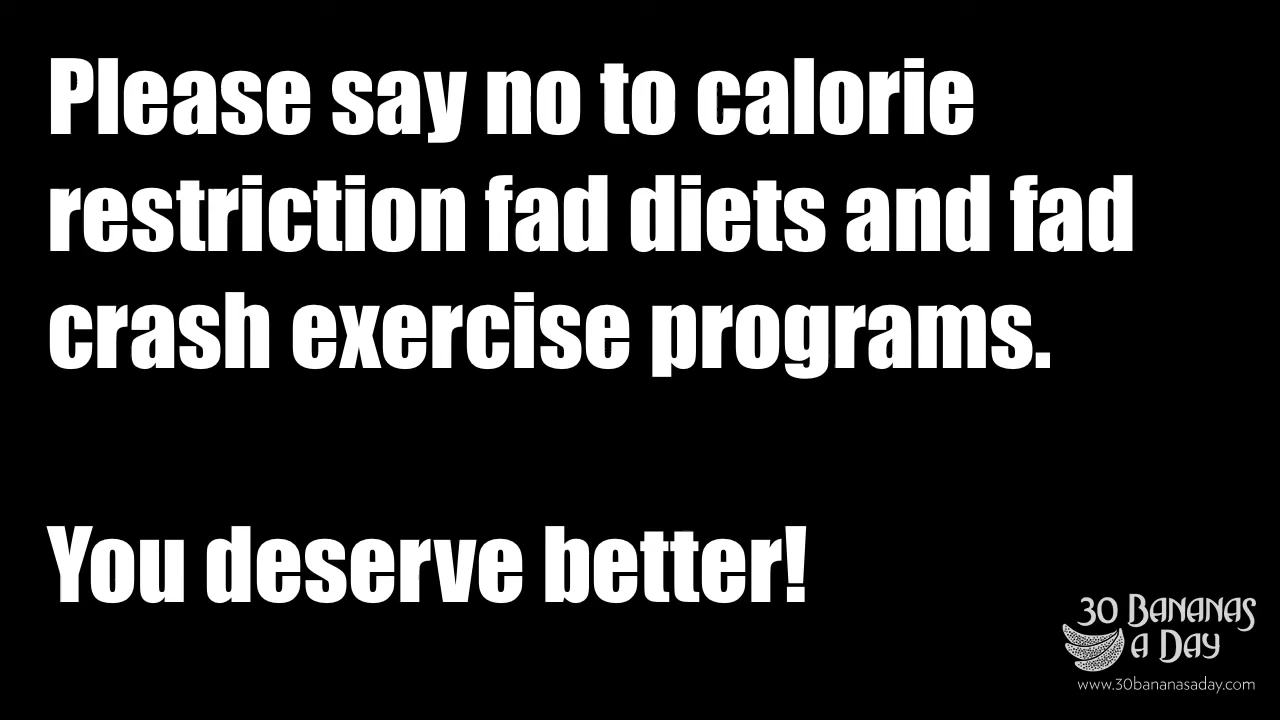 Please say no to calorie
restriction fad diets and fad
crash exercise programs.
You deserve better!
30 BANANAS
A DAY
www.30bananasaday.com